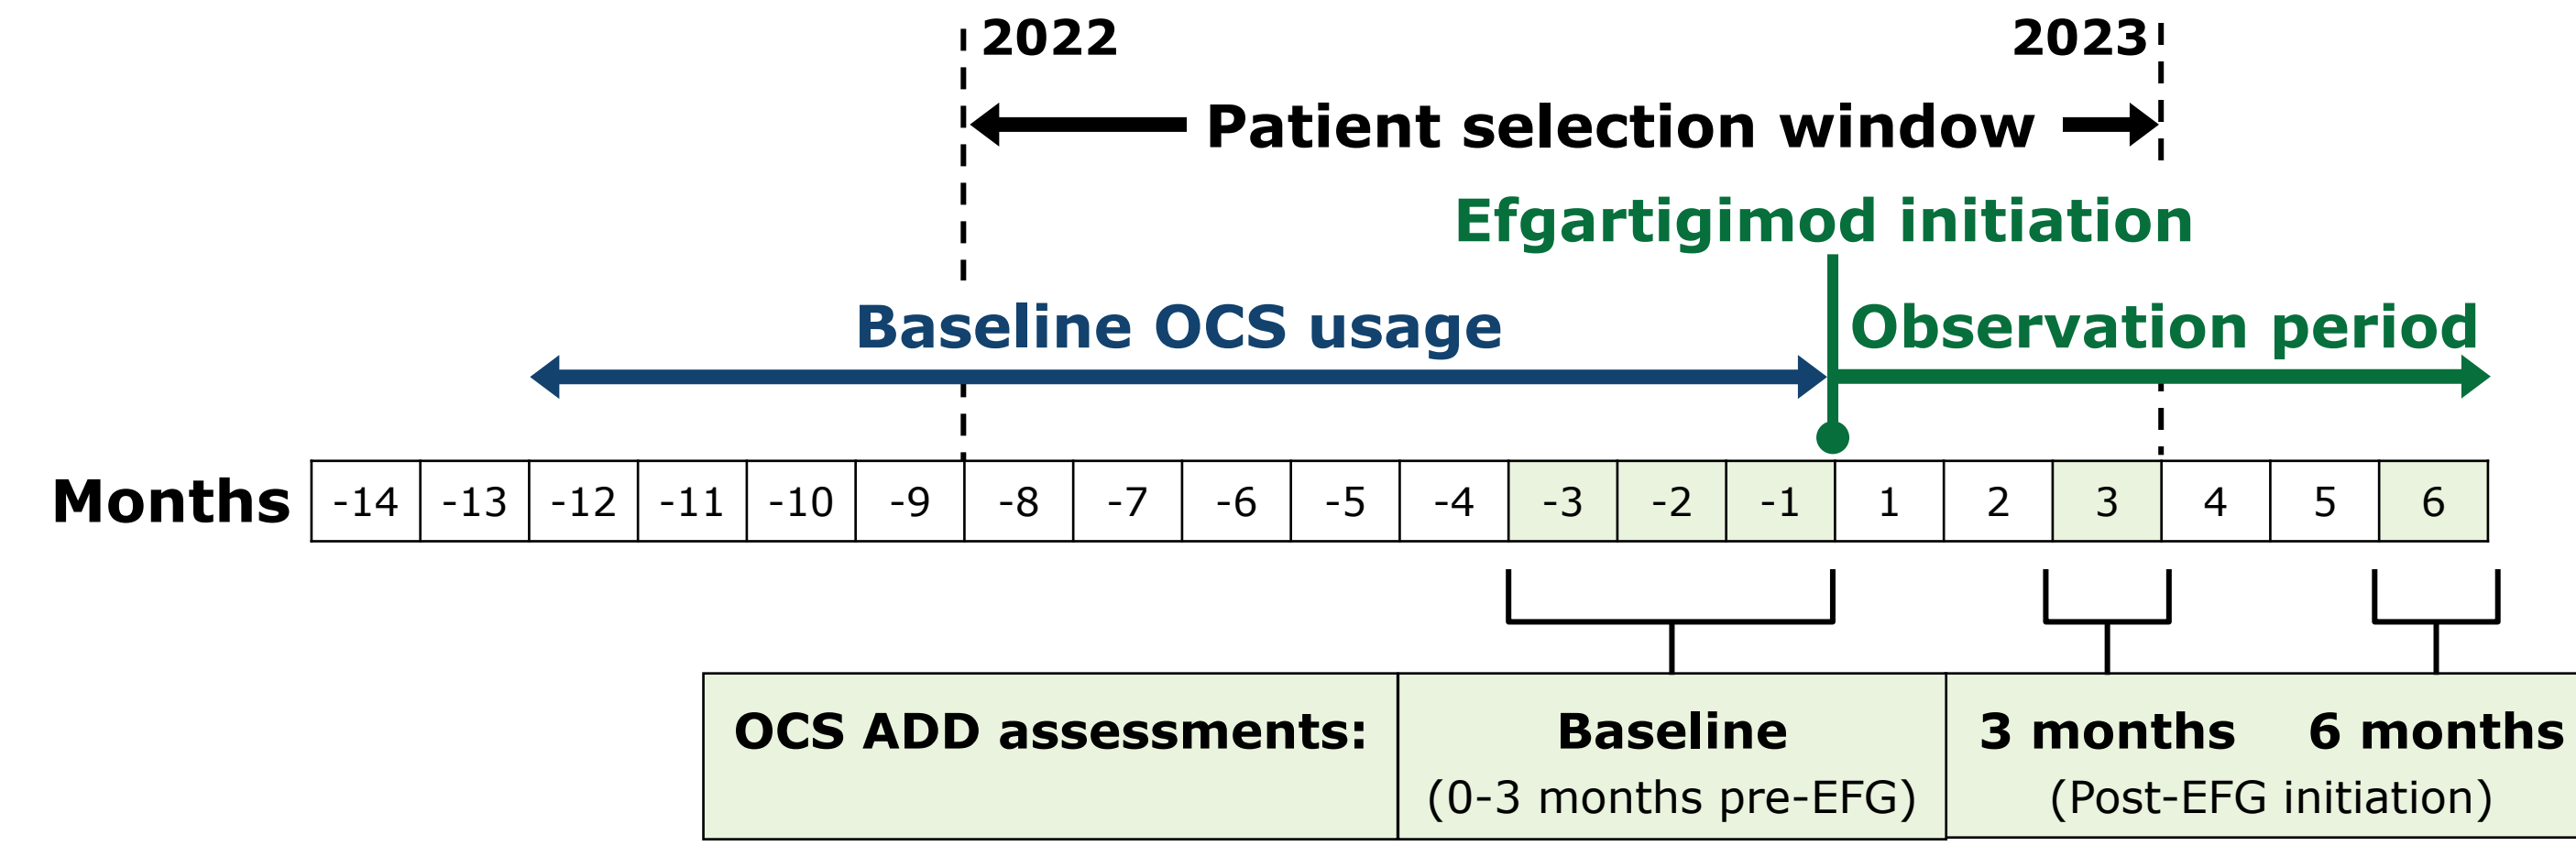 2022 2023
Patient selection window
Efgartigimod initiation
Baseline OCS usage Observation period
Months -14 -13 -12 -11 -10 -9 -8 -7 -6 -5 -4 -3 -2 -1 1 2 3 4 5 6
OCS ADD assessments: Baseline 3 months 6 months
(0-3 months pre-EFG) (Post-EFG initiation)